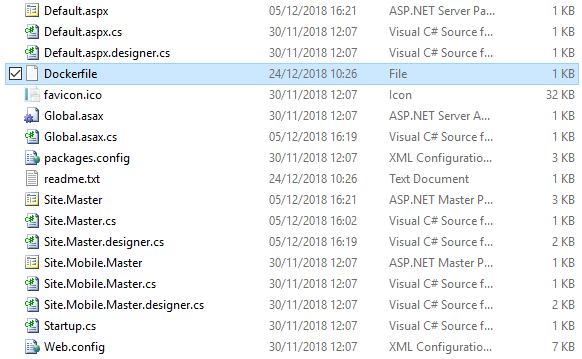 Default.aspx 05/12/2018 16:21 ASP.NET Server Pa... 1 KB
Default.aspx.cs 30/11/2018 12:07 Visual C# Source f... 1 KB
Default.aspx.designer.cs 30/11/2018 12:07 Visual C# Source f... 1 KB
Dockerfile 24/12/2018 10:26 File 1 KB
favicon.ico 30/11/2018 12:07 Icon 32 KB
Global.asax 30/11/2018 12:07 ASP.NET Server A... 1 KB
Global.asax.cs 05/12/2018 16:19 Visual C# Source f... 1 KB
packages.config 30/11/2018 12:07 XML Configuratio... 3 KB
readme.txt 24/12/2018 10:26 Text Document 1 KB
Site.Master 05/12/2018 16:21 ASP.NET Master P... 3 KB
Site.Master.cs 05/12/2018 16:02 Visual C# Source f... 1 KB
Site.Master.designer.cs 05/12/2018 16:19 Visual C# Source f... 2 KB
Site.Mobile.Master 30/11/2018 12:07 ASP.NET Master P... 1 KB
Site.Mobile.Master.cs 30/11/2018 12:07 Visual C# Source f... 1 KB
Site.Mobile.Master.designer.cs 30/11/2018 12:07 Visual C# Source f... 2 KB
Startup.cs 30/11/2018 12:07 Visual C# Source f... 1 KB
Web.config 30/11/2018 12:07 XML Configuratio... 7 KB